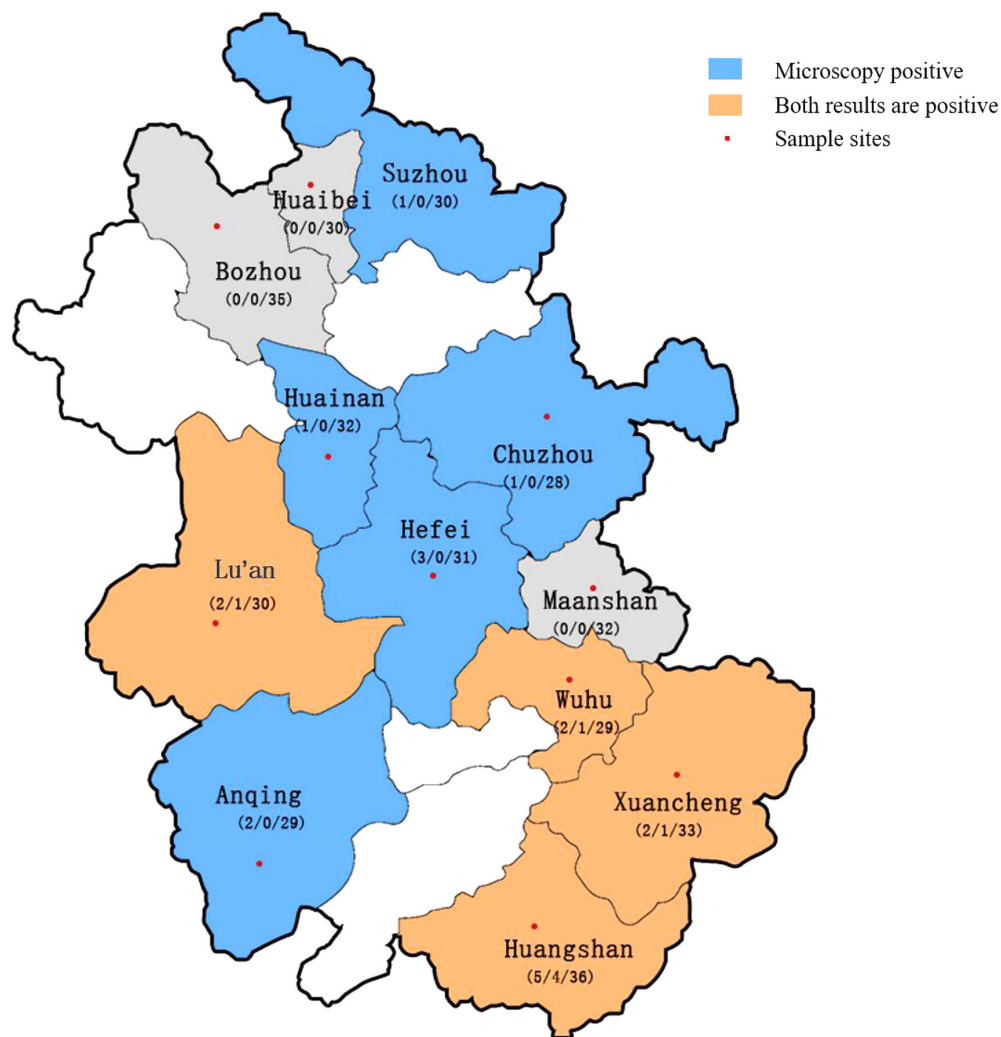 Microscopy positive
Both results are positive
Sample sites
Suzhou
(1/0/30)
Huaibei
(0/0/30)
Bozhou
(0/0/35)
Huainan
(1/0/32)
Chuzhou
(1/0/28)
Hefei
(3/0/31)
Lu'an
(2/1/30)
Maanshan
(0/0/32)
Wuhu
(2/1/29)
Anqing
(2/0/29)
Xuancheng
(2/1/33)
Huangshan
(5/4/36)